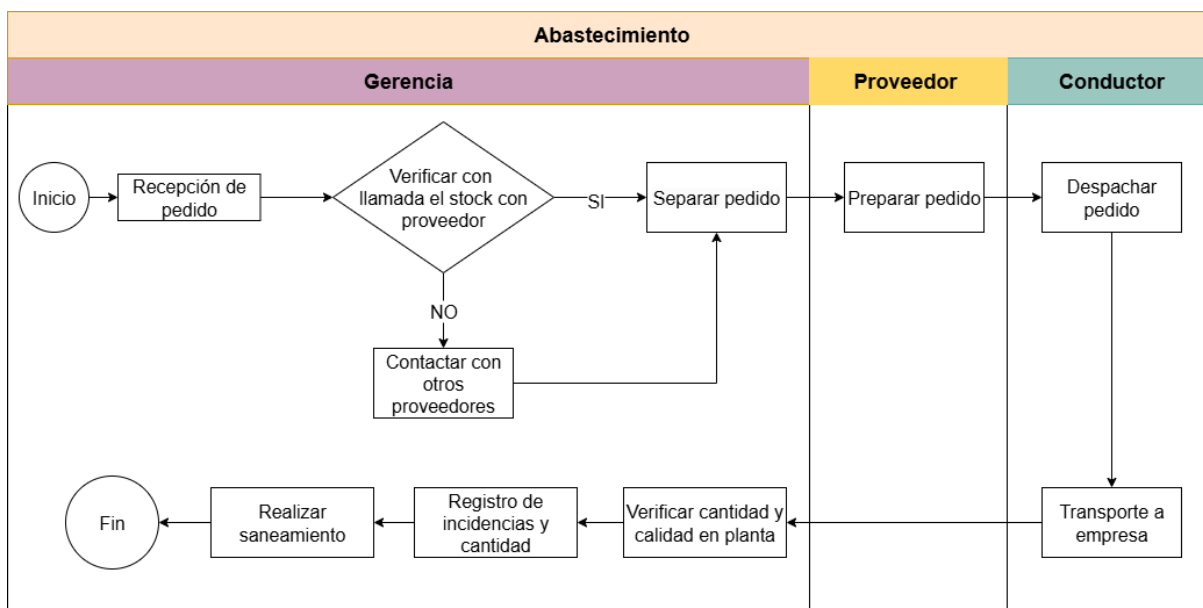 Abastecimiento
Gerencia
Proveedor
Conductor
Inicio
Recepción de
pedido
Verificar con
llamada el stock con
proveedor
SI
Separar pedido
Preparar pedido
Despachar
pedido
NO
Contactar con
otros
proveedores
Fin
Realizar
saneamiento
Registro de
incidencias y
cantidad
Verificar cantidad y
calidad en planta
Transporte a
empresa